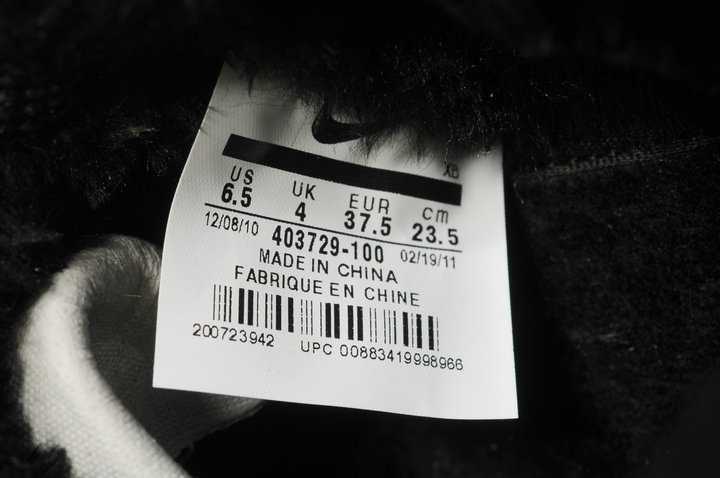 XD
US UK EUR cm
6.5 4 37.5 23.5
12/08/10 403729-100 02/19/11
MADE IN CHINA
FABRIQUE EN CHINE
200723942 UPC 00883419998966